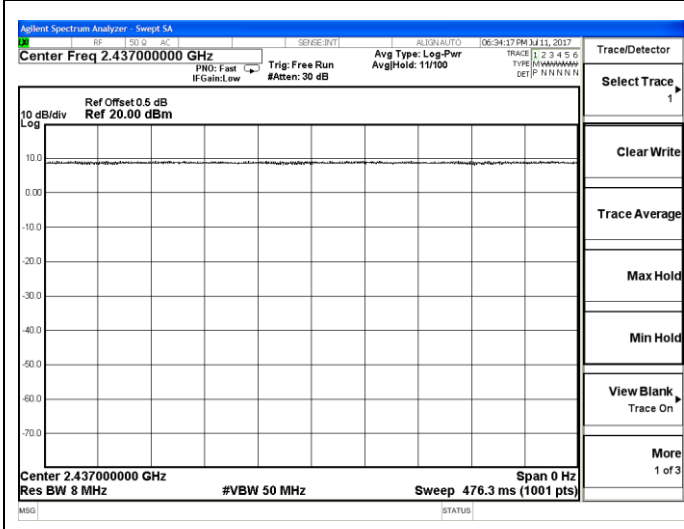 Agilent Spectrum Analyzer - Swept SA
RF 50 Ω AC SENSE:INT ALIGN AUTO 06:34:17 PM Jul 11, 2017
Center Freq 2.437000000 GHz
PNO: Fast
IFGain:Low
Trig: Free Run
#Atten: 30 dB
Avg Type: Log-Pwr
Avg|Hold: 11/100
TRACE 1 2 3 4 5 6
TYPE
DET P N N N N N
Ref Offset 0.5 dB
10 dB/div Ref 20.00 dBm
Log
10.0
0.00
-10.0
-20.0
-30.0
-40.0
-50.0
-60.0
-70.0
Center 2.437000000 GHz Span 0 Hz
Res BW 8 MHz #VBW 50 MHz Sweep 476.3 ms (1001 pts)
MSG STATUS
Trace/Detector
Select Trace
1
Clear Write
Trace Average
Max Hold
Min Hold
View Blank
Trace On
More
1 of 3